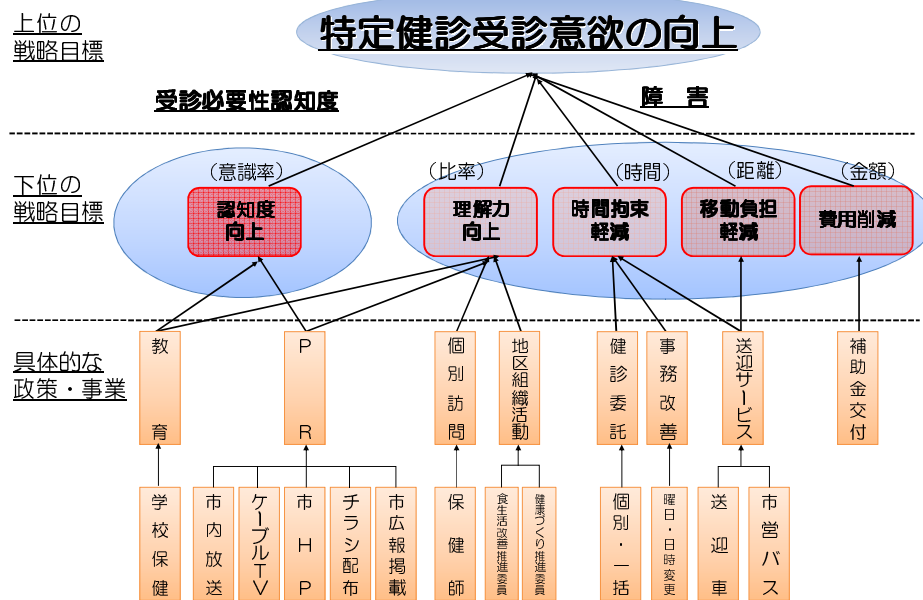 上位の
戦略目標
特定健診受診意欲の向上
受診必要性認知度
障　害
下位の
戦略目標
（意識率）
（比率）
（時間）
（距離）
（金額）
認知度
向上
理解力
向上
時間拘束
軽減
移動負担
軽減
費用削減
具体的な
政策・事業
教育
ＰＲ
個別訪問
地区組織活動
健診委託
事務改善
送迎サービス
補助金交付
学校保健
市内放送
ケーブルＴＶ
市ＨＰ
チラシ配布
市広報掲載
保健師
食生活改善推進委員
健康づくり推進委員
個別・一括
曜日・日時変更
送迎車
市営バス